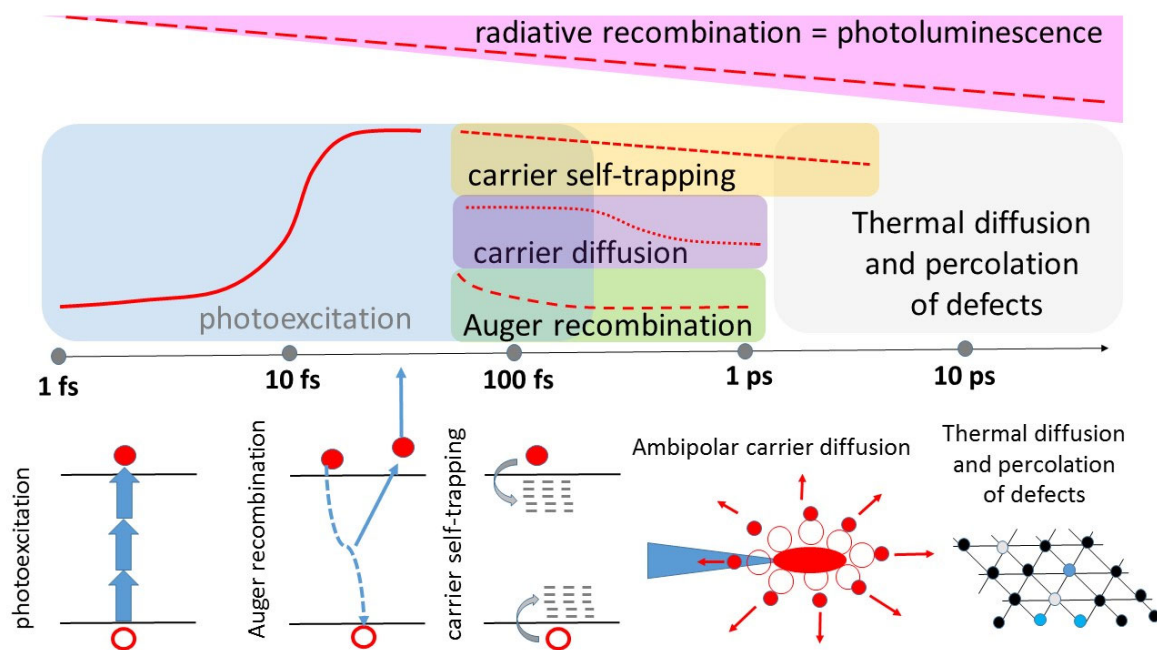 radiative recombination = photoluminescence
carrier self-trapping
carrier diffusion
Auger recombination
photoexcitation
Thermal diffusion
and percolation
of defects
1 fs
10 fs
100 fs
1 ps
10 ps
photoexcitation
Auger recombination
carrier self-trapping
Ambipolar carrier diffusion
Thermal diffusion
and percolation
of defects